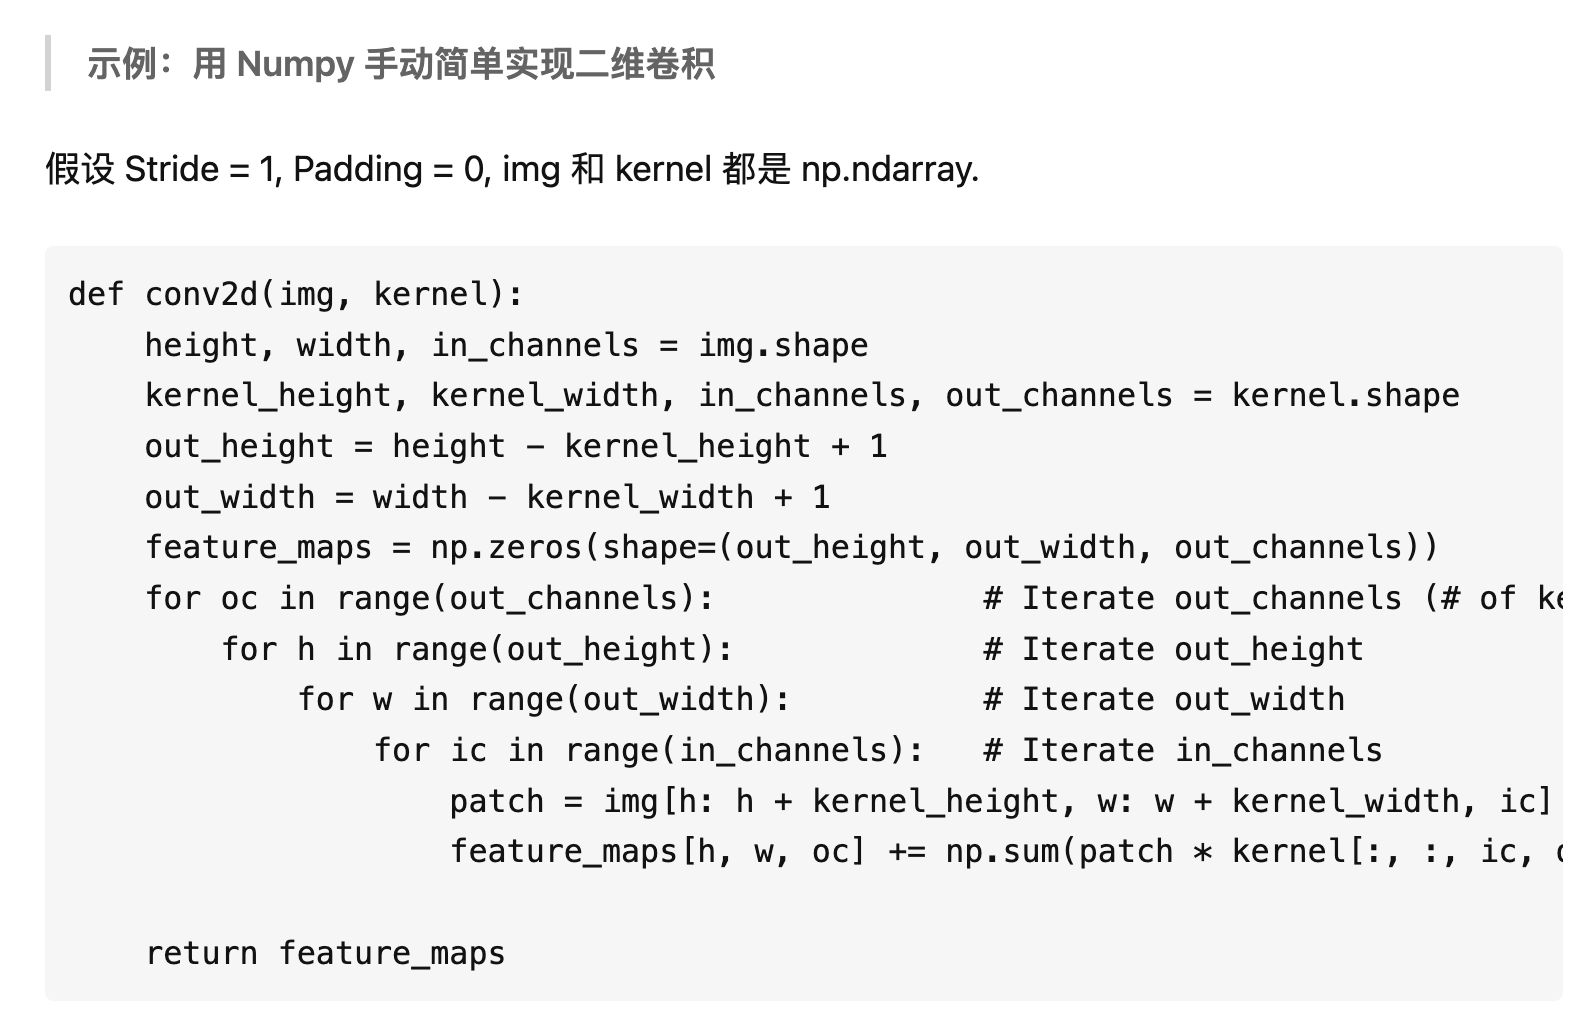 示例：用 Numpy 手动简单实现二维卷积
假设 Stride = 1, Padding = 0, img 和 kernel 都是 np.ndarray.
def conv2d(img, kernel):
    height, width, in_channels = img.shape
    kernel_height, kernel_width, in_channels, out_channels = kernel.shape
    out_height = height - kernel_height + 1
    out_width = width - kernel_width + 1
    feature_maps = np.zeros(shape=(out_height, out_width, out_channels))
    for oc in range(out_channels):              # Iterate out_channels (# of
        for h in range(out_height):             # Iterate out_height
            for w in range(out_width):          # Iterate out_width
                for ic in range(in_channels):   # Iterate in_channels
                    patch = img[h: h + kernel_height, w: w + kernel_width, ic]
                    feature_maps[h, w, oc] += np.sum(patch * kernel[:, :, ic,
    return feature_maps